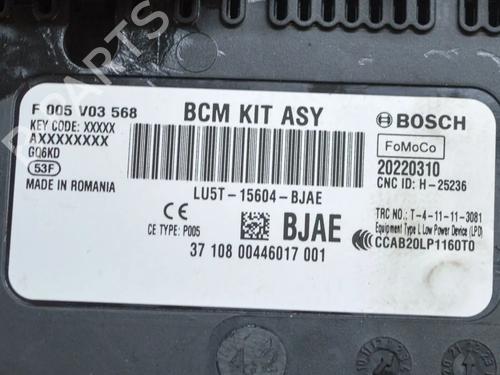 F 005 V03 568
BCM KIT ASY
BOSCH
KEY CODE: XXXXX
AXXXXXXXX
GQ6KD
53F
MADE IN ROMANIA
FoMoCo
20220310
CNC ID: H-25236
LU5T-15604-BJAE
CE
CE TYPE: P005
BJAE
37 108 00446017 001
TRC NO.: T-4-11-11-3081
Equipment Type L Low Power Device (LPD)
CCAB20LP1160T0